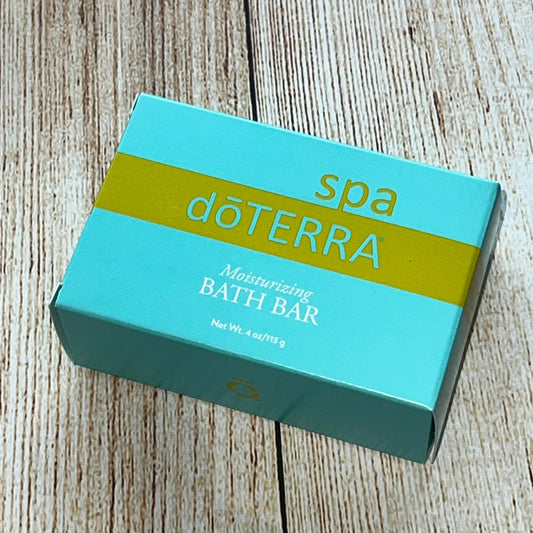 spa
dōTERRA®
Moisturizing
BATH BAR
Net Wt. 4 oz/113 g
Ō